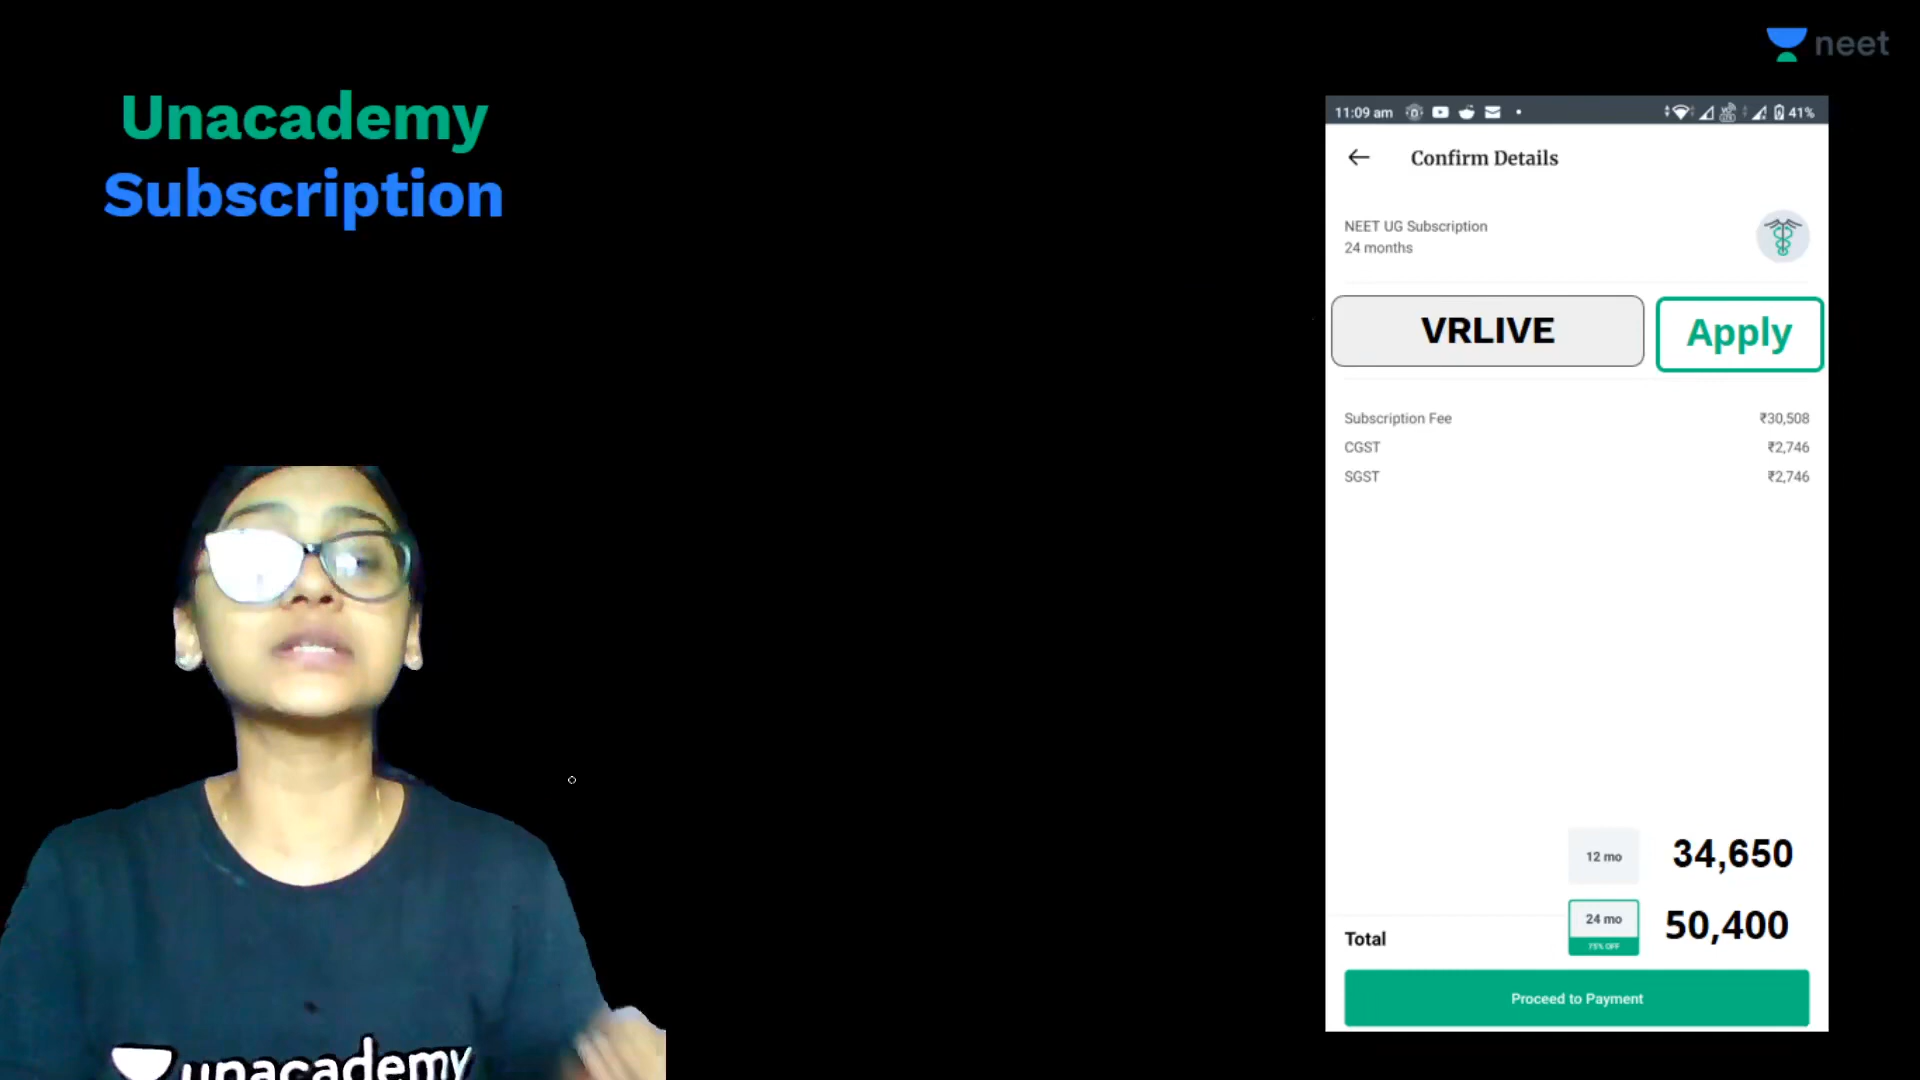 neet
Unacademy
Subscription
11:09 am
41%
Confirm Details
NEET UG Subscription
24 months
VRLIVE
Apply
Subscription Fee ₹30,508
CGST ₹2,746
SGST ₹2,746
12 mo 34,650
24 mo 50,400
75% OFF
Total
Proceed to Payment
unacademy